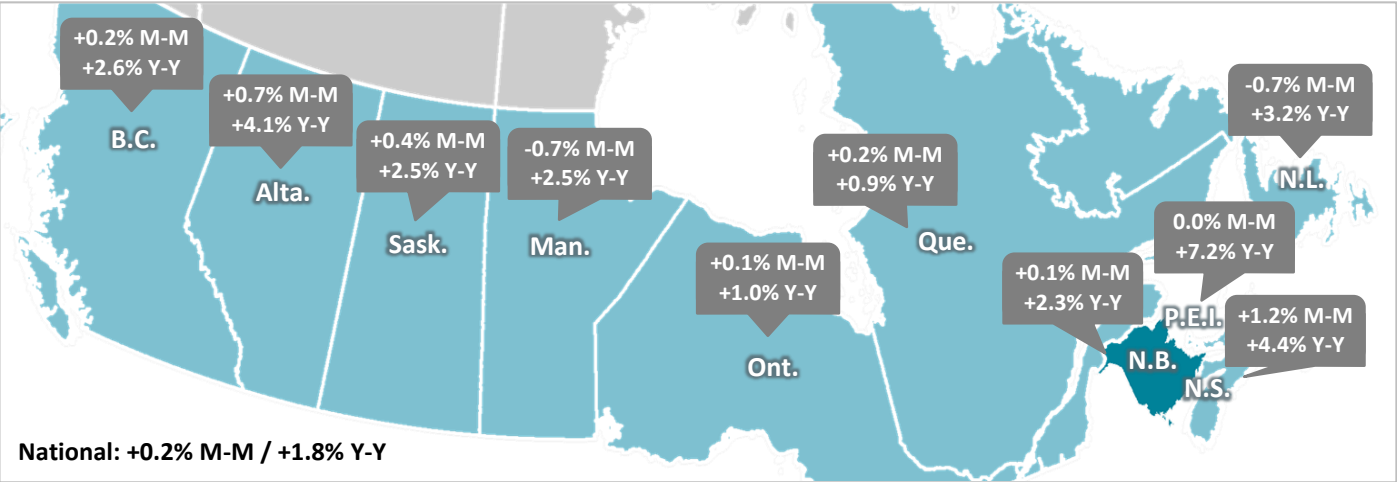 +0.2% M-M
+2.6% Y-Y
B.C.
+0.7% M-M
+4.1% Y-Y
Alta.
+0.4% M-M
+2.5% Y-Y
Sask.
-0.7% M-M
+2.5% Y-Y
Man.
+0.1% M-M
+1.0% Y-Y
Ont.
+0.2% M-M
+0.9% Y-Y
Que.
-0.7% M-M
+3.2% Y-Y
N.L.
0.0% M-M
+7.2% Y-Y
P.E.I.
+0.1% M-M
+2.3% Y-Y
N.B.
+1.2% M-M
+4.4% Y-Y
N.S.
National: +0.2% M-M / +1.8% Y-Y